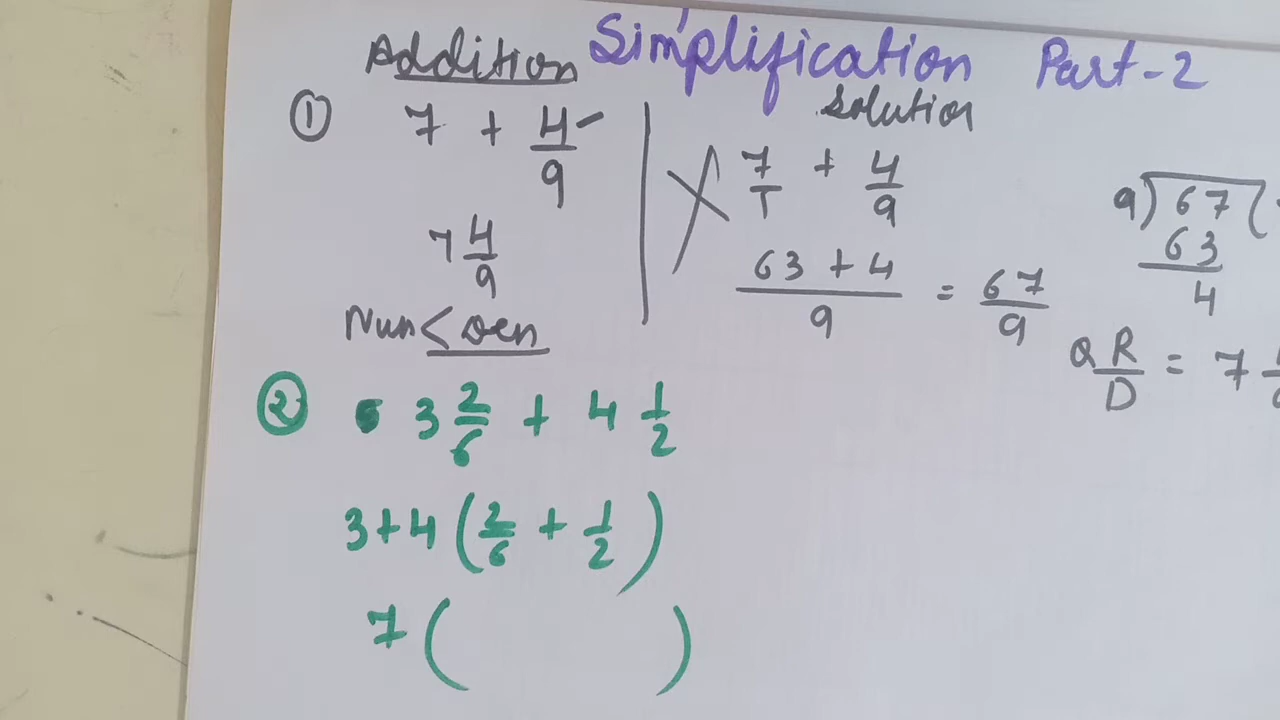 Addition Simplification Part-2
Solution
① 7 + 4/9
7 4/9
Num < Den
7/1 + 4/9
63 + 4/9 = 67/9
9) 67 (
63
4
Q R/D = 7
② 3 2/6 + 4 1/2
3+4 (2/6 + 1/2)
7 ( )